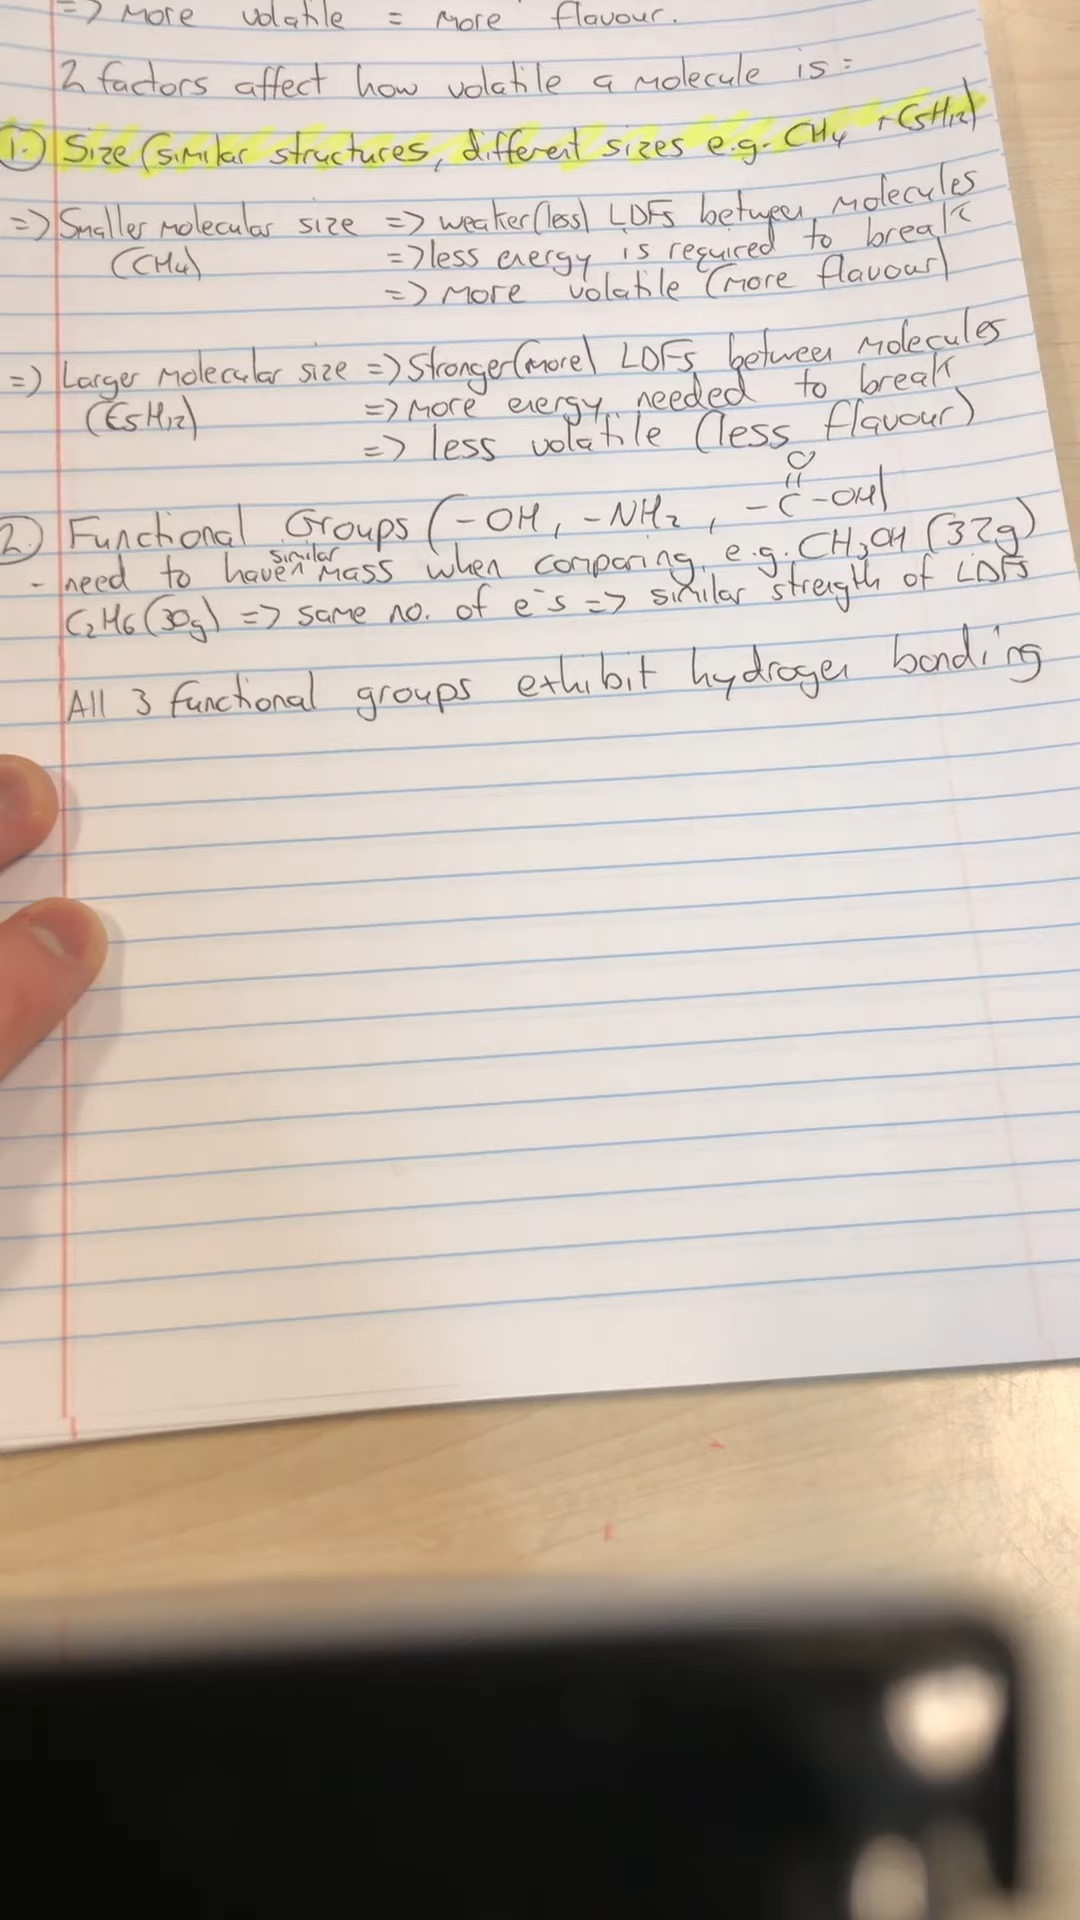 => More volatile = More flavour.
2 factors affect how volatile a molecule is:
1. Size (similar structures, different sizes e.g. CH4 + C5H12)
=> Smaller molecular size => weaker (less) LDFs between molecules
(CH4) => less energy is required to break
=> More volatile (more flavour)
=> Larger molecular size => Stronger (more) LDFs between molecules
(C5H12) => More energy needed to break
=> less volatile (less flavour)
O
||
2. Functional Groups (-OH, -NH2, -C-OH)
similar
- need to have mass when comparing, e.g. CH3OH (32g)
C2H6 (30g) => same no. of e-s => similar strength of LDFs
All 3 functional groups exhibit hydrogen bonding